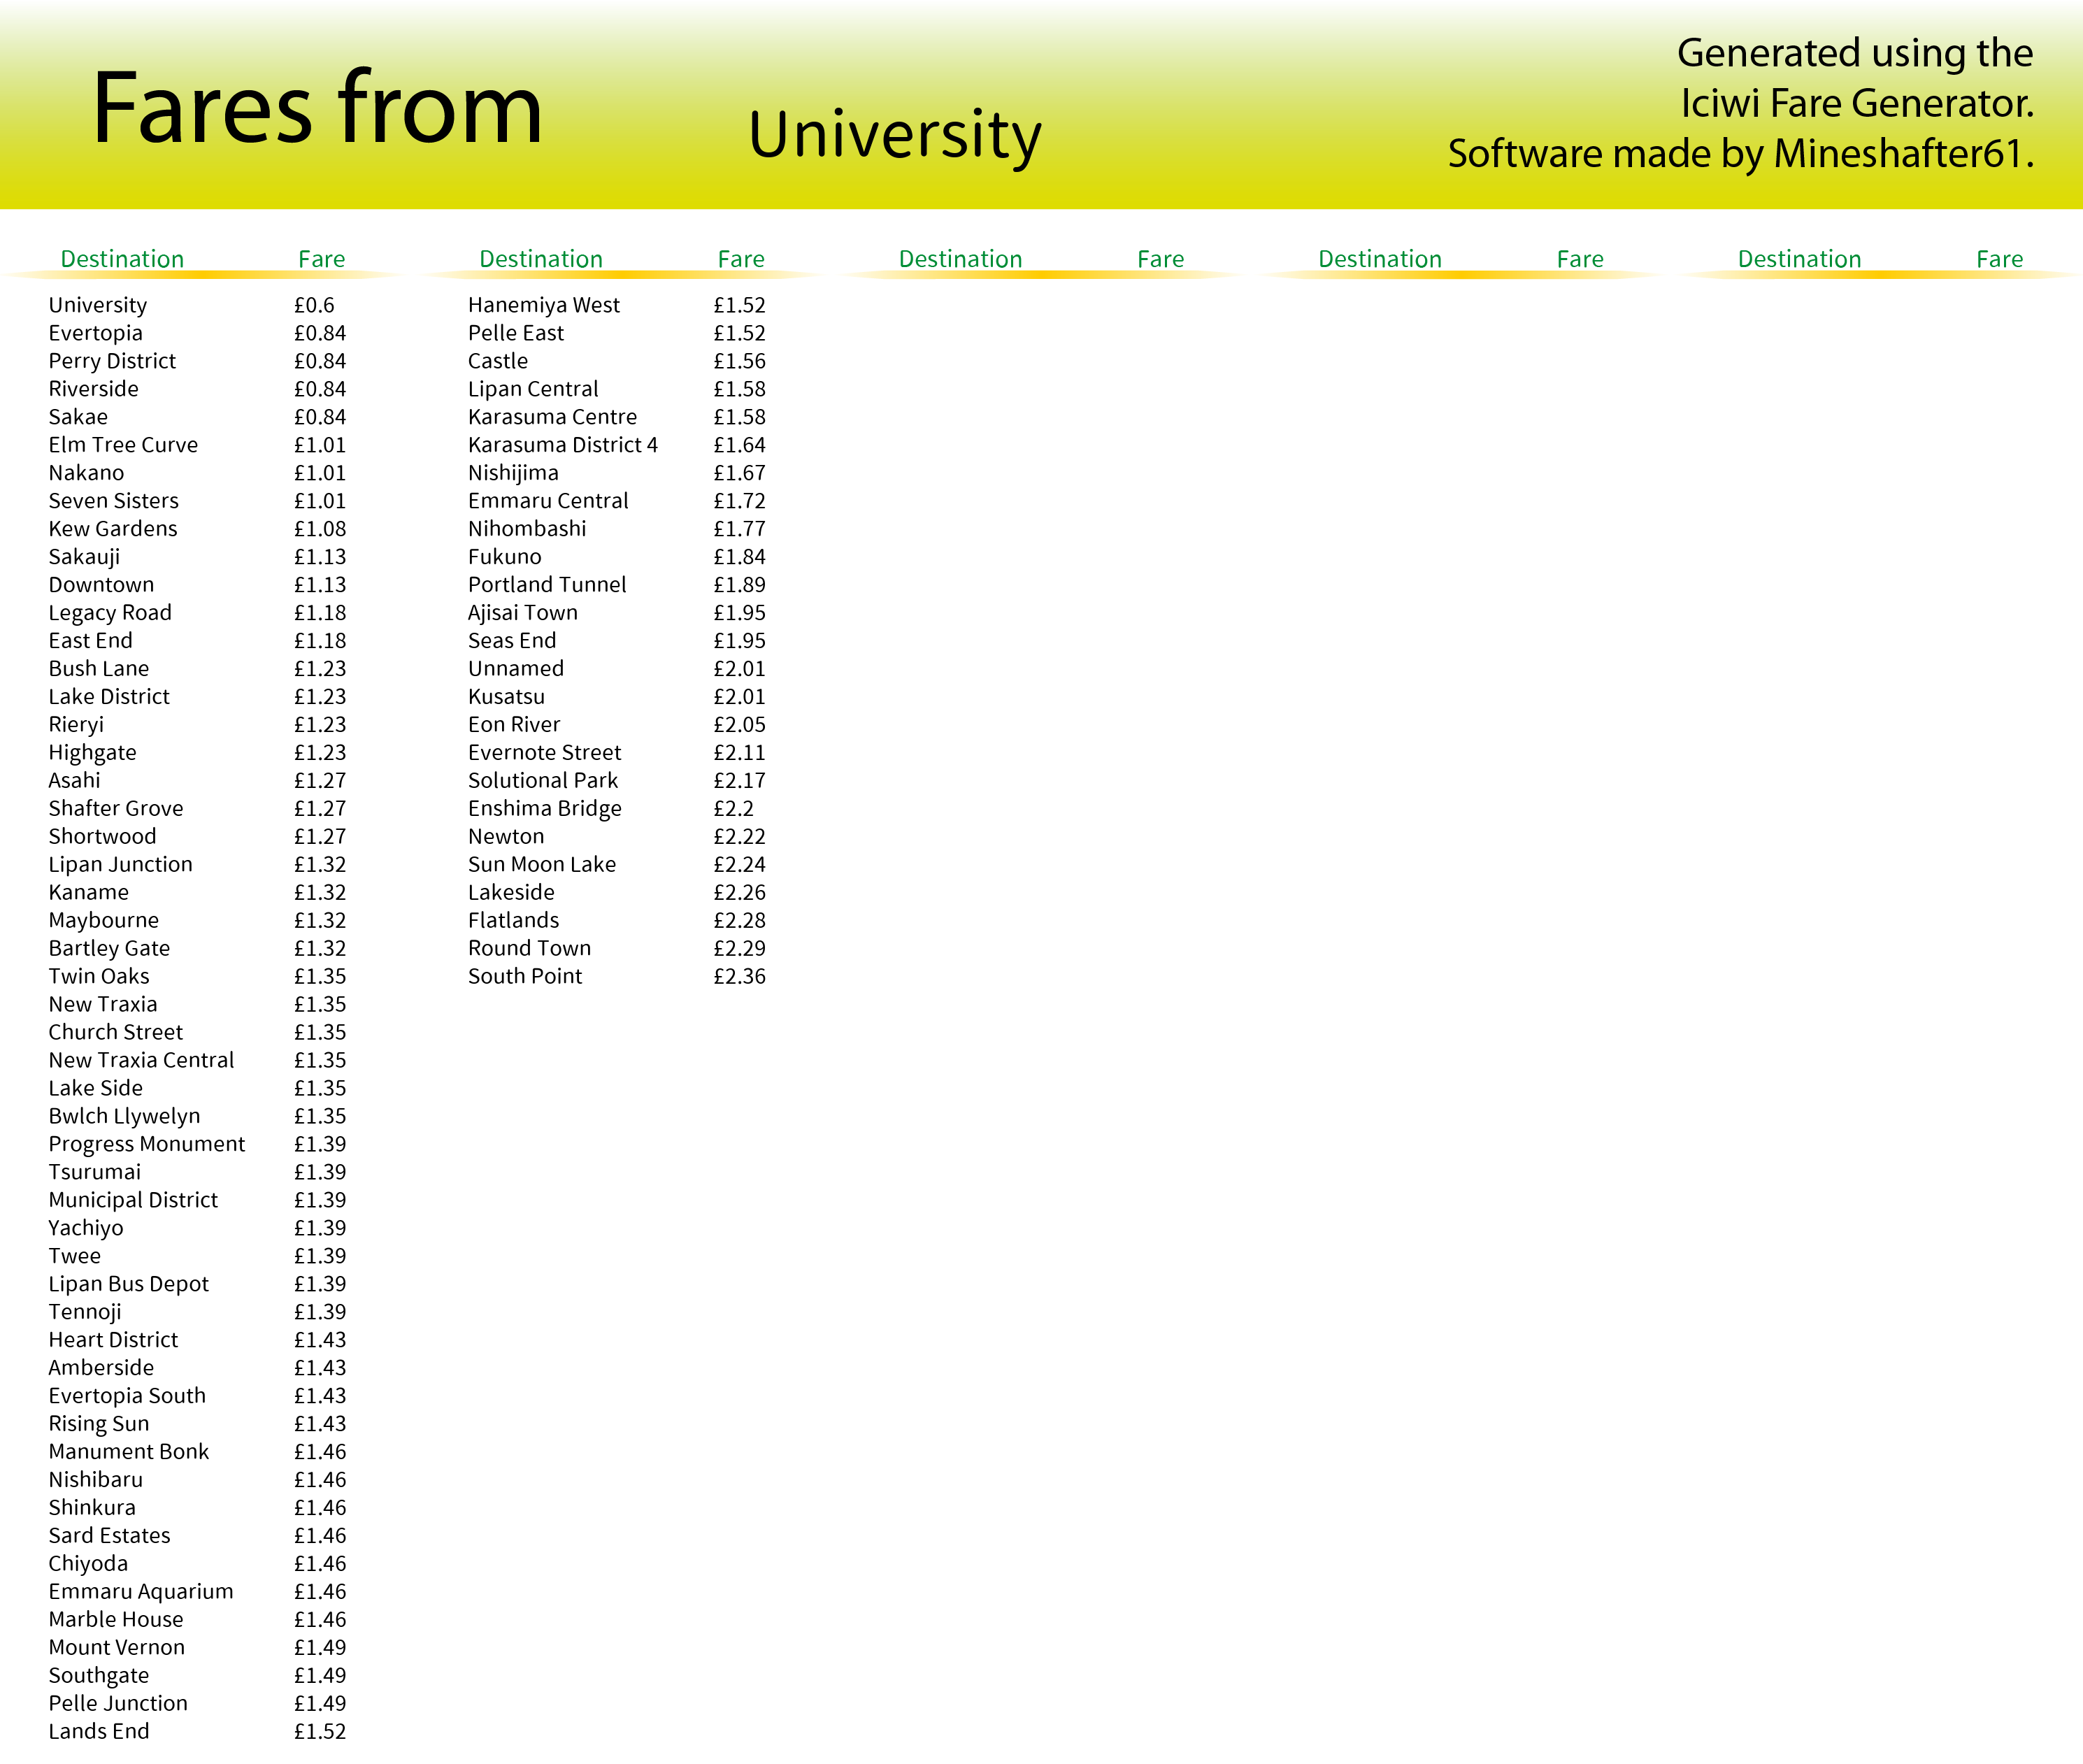 Fares from
University
Generated using the
Iciwi Fare Generator.
Software made by Mineshafter61.
Destination Fare Destination Fare Destination Fare Destination Fare Destination Fare
University £0.6
Evertopia £0.84
Perry District £0.84
Riverside £0.84
Sakae £0.84
Elm Tree Curve £1.01
Nakano £1.01
Seven Sisters £1.01
Kew Gardens £1.08
Sakauji £1.13
Downtown £1.13
Legacy Road £1.18
East End £1.18
Bush Lane £1.23
Lake District £1.23
Rieryi £1.23
Highgate £1.23
Asahi £1.27
Shafter Grove £1.27
Shortwood £1.27
Lipan Junction £1.32
Kaname £1.32
Maybourne £1.32
Bartley Gate £1.32
Twin Oaks £1.35
New Traxia £1.35
Church Street £1.35
New Traxia Central £1.35
Lake Side £1.35
Bwlch Llywelyn £1.35
Progress Monument £1.39
Tsurumai £1.39
Municipal District £1.39
Yachiyo £1.39
Twee £1.39
Lipan Bus Depot £1.39
Tennoji £1.39
Heart District £1.43
Amberside £1.43
Evertopia South £1.43
Rising Sun £1.43
Manument Bonk £1.46
Nishibaru £1.46
Shinkura £1.46
Sard Estates £1.46
Chiyoda £1.46
Emmaru Aquarium £1.46
Marble House £1.46
Mount Vernon £1.49
Southgate £1.49
Pelle Junction £1.49
Lands End £1.52
Hanemiya West £1.52
Pelle East £1.52
Castle £1.56
Lipan Central £1.58
Karasuma Centre £1.58
Karasuma District 4 £1.64
Nishijima £1.67
Emmaru Central £1.72
Nihombashi £1.77
Fukuno £1.84
Portland Tunnel £1.89
Ajisai Town £1.95
Seas End £1.95
Unnamed £2.01
Kusatsu £2.01
Eon River £2.05
Evernote Street £2.11
Solutional Park £2.17
Enshima Bridge £2.2
Newton £2.22
Sun Moon Lake £2.24
Lakeside £2.26
Flatlands £2.28
Round Town £2.29
South Point £2.36